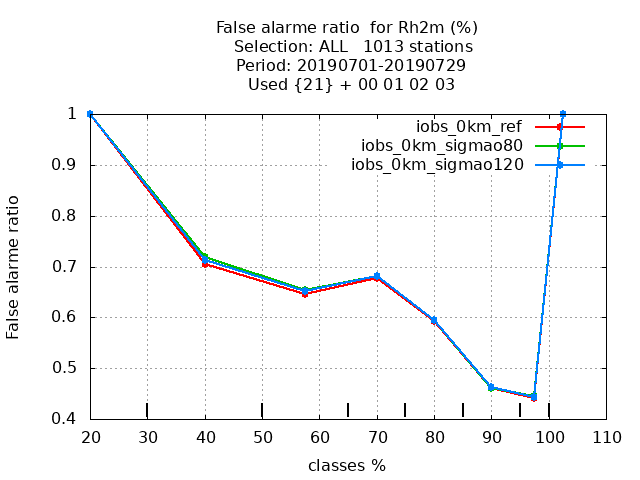 False alarme ratio  for Rh2m (%)
Selection: ALL   1013 stations
Period: 20190701-20190729
Used {21} + 00 01 02 03
iobs_0km_ref
iobs_0km_sigmao80
iobs_0km_sigmao120
False alarme ratio
1
0.9
0.8
0.7
0.6
0.5
0.4
20 30 40 50 60 70 80 90 100 110
classes %